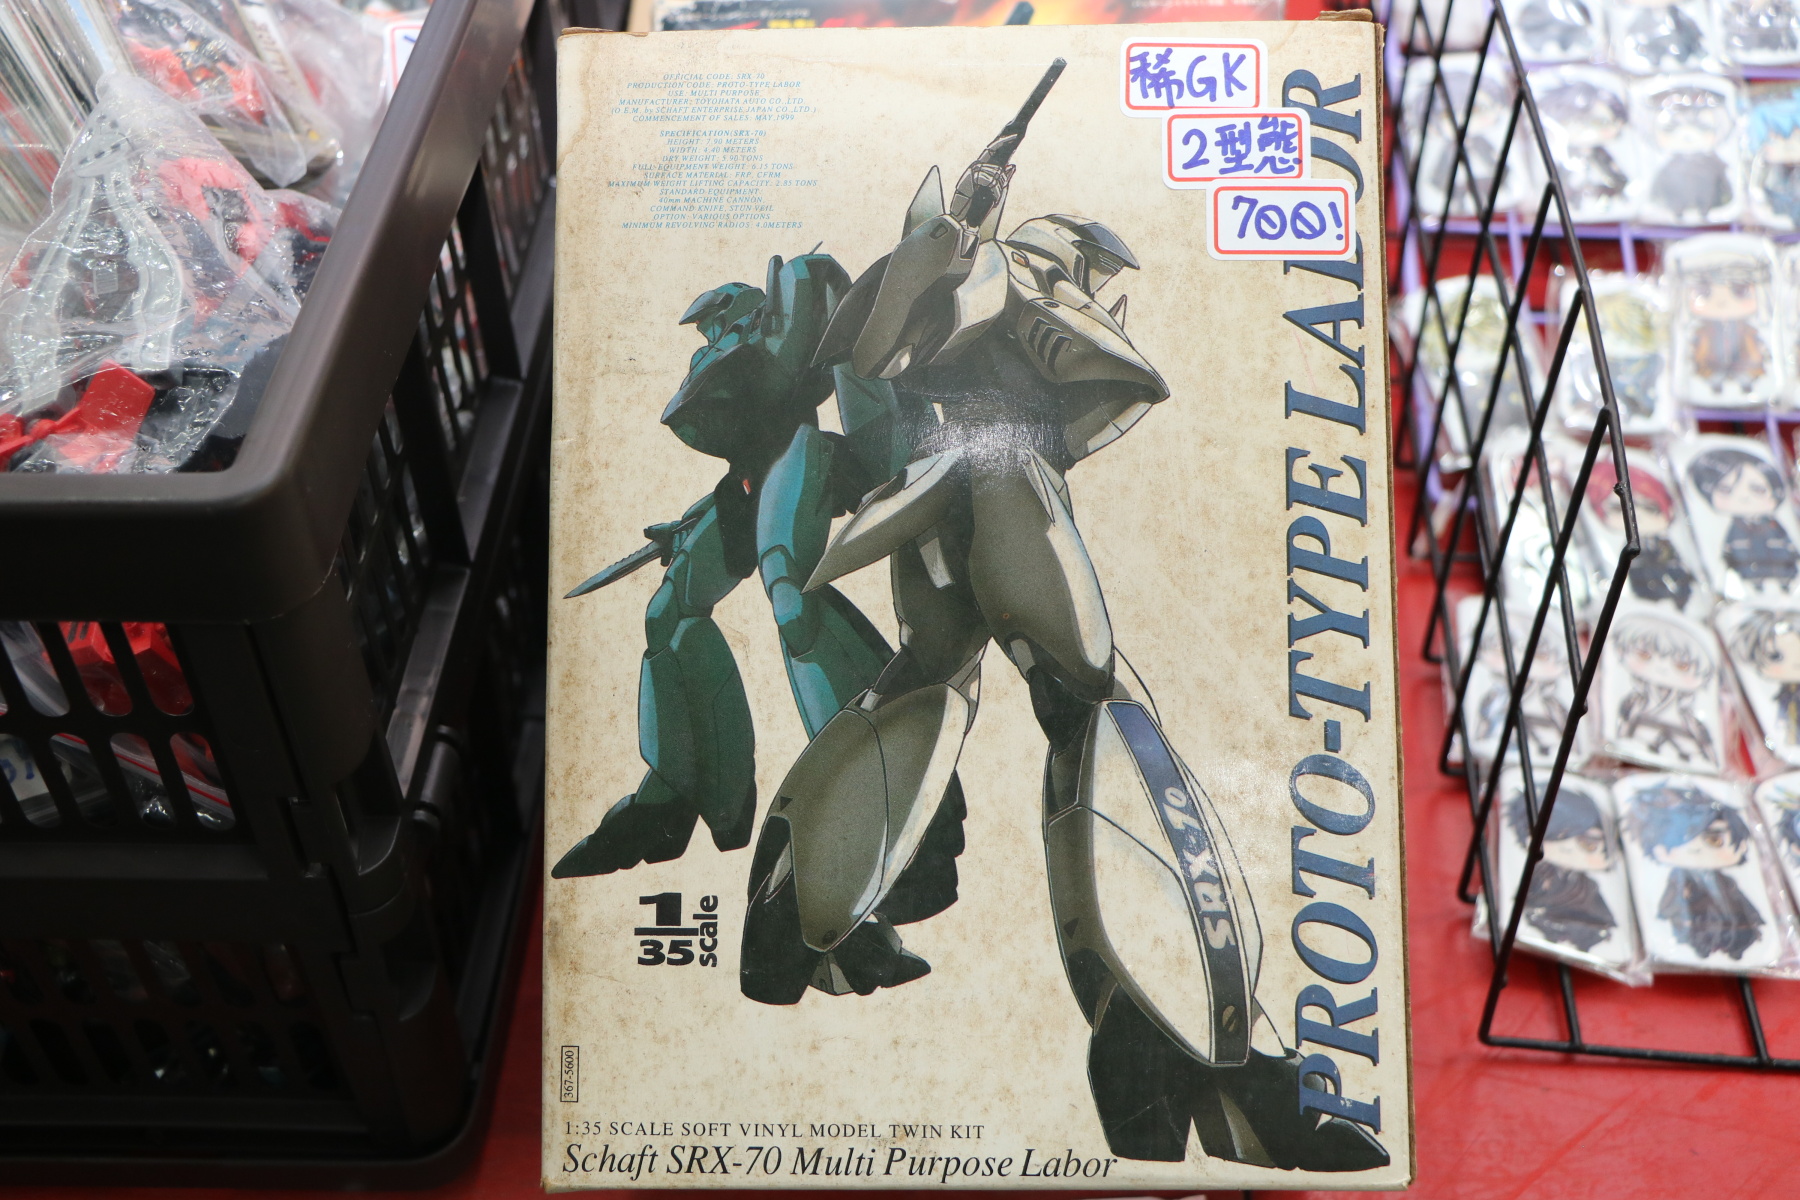 OFFICIAL CODE: SRX-70
PRODUCTION CODE: PROTO-TYPE LABOR
USE: MULTI PURPOSE
MANUFACTURER: TOYOHATA AUTO CO.,LTD.
(O.E.M. by SCHAFT ENTERPRISE JAPAN CO.,LTD.)
COMMENCEMENT OF SALES: MAY,1999
SPECIFICATION(SRX-70)
HEIGHT: 7.90 METERS
WIDTH: 4.40 METERS
DRY WEIGHT: 5.90 TONS
FULL-EQUIPMENT WEIGHT: 6.15 TONS
SURFACE MATERIAL: FRP, CFRM
MAXIMUM WEIGHT LIFTING CAPACITY: 2.85 TONS
STANDARD EQUIPMENT:
40mm MACHINE CANNON
COMMAND KNIFE, STUN VEIL
OPTION: VARIOUS OPTIONS
MINIMUM REVOLVING RADIOS: 4.0METERS
稀GK
2型態
700!
PROTO-TYPE LABOR
SRX-70
1/35 scale
367-5600
1:35 SCALE SOFT VINYL MODEL TWIN KIT
Schaft SRX-70 Multi Purpose Labor